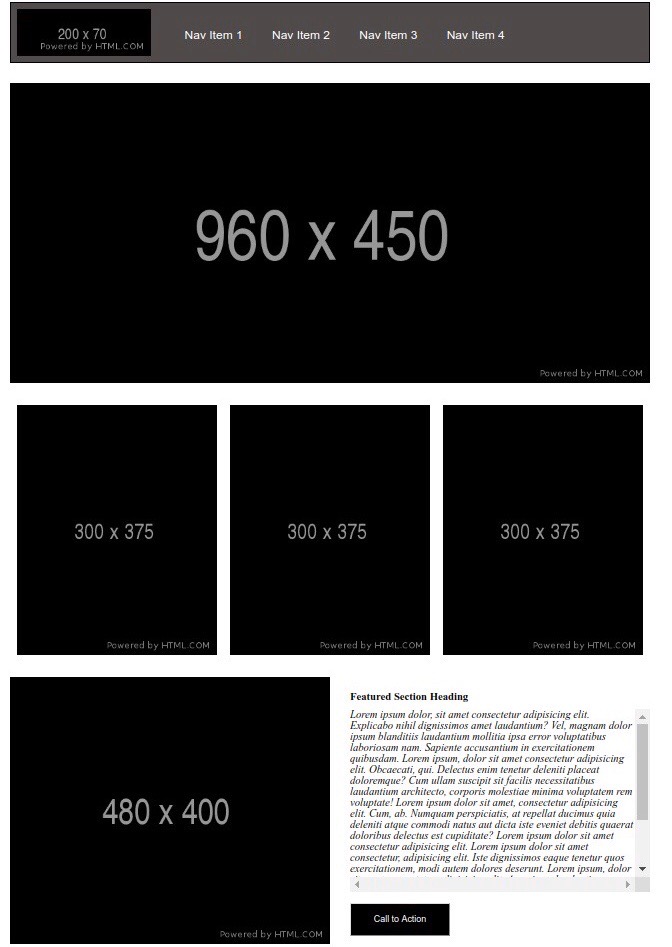 200 x 70
Powered by HTML.COM
Nav Item 1 Nav Item 2 Nav Item 3 Nav Item 4
960 x 450
Powered by HTML.COM
300 x 375
Powered by HTML.COM
300 x 375
Powered by HTML.COM
300 x 375
Powered by HTML.COM
480 x 400
Powered by HTML.COM
Featured Section Heading
Lorem ipsum dolor, sit amet consectetur adipisicing elit.
Explicabo nihil dignissimos amet laudantium? Vel, magnam dolor
ipsum blanditiis laudantium mollitia ipsa error voluptatibus
laboriosam nam. Sapiente accusantium in exercitationem
quibusdam. Lorem ipsum, dolor sit amet consectetur adipisicing
elit. Obcaecati, qui. Delectus enim tenetur deleniti placeat
doloremque? Cum ullam suscipit sit facilis necessitatibus
laudantium architecto, corporis molestiae minima voluptatem rem
voluptate! Lorem ipsum dolor sit amet, consectetur adipisicing
elit. Cum, ab. Numquam perspiciatis, at repellat ducimus quia
deleniti atque commodi natus aut dicta iste eveniet debitis quaerat
doloribus delectus est cupiditate? Lorem ipsum dolor sit amet
consectetur adipisicing elit. Lorem ipsum dolor sit amet
consectetur, adipisicing elit. Iste dignissimos eaque tenetur quos
exercitationem, modi autem dolores deserunt. Lorem ipsum, dolor
Call to Action